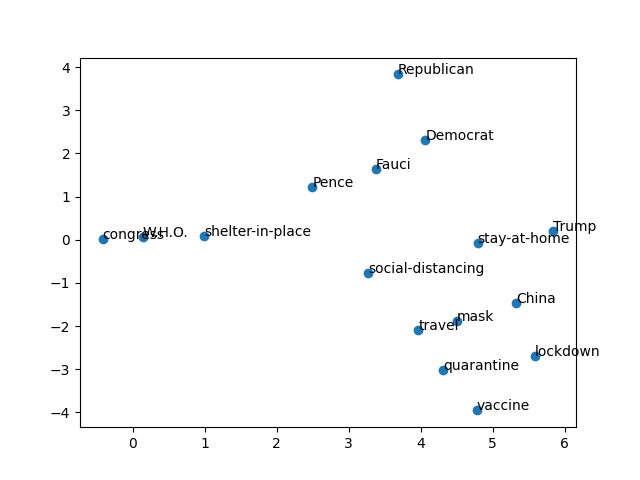 4
3
2
1
0
−1
−2
−3
−4
Republican
Democrat
Fauci
Pence
Trump
congress
W.H.O.
shelter-in-place
stay-at-home
social-distancing
China
mask
travel
lockdown
quarantine
vaccine
0 1 2 3 4 5 6